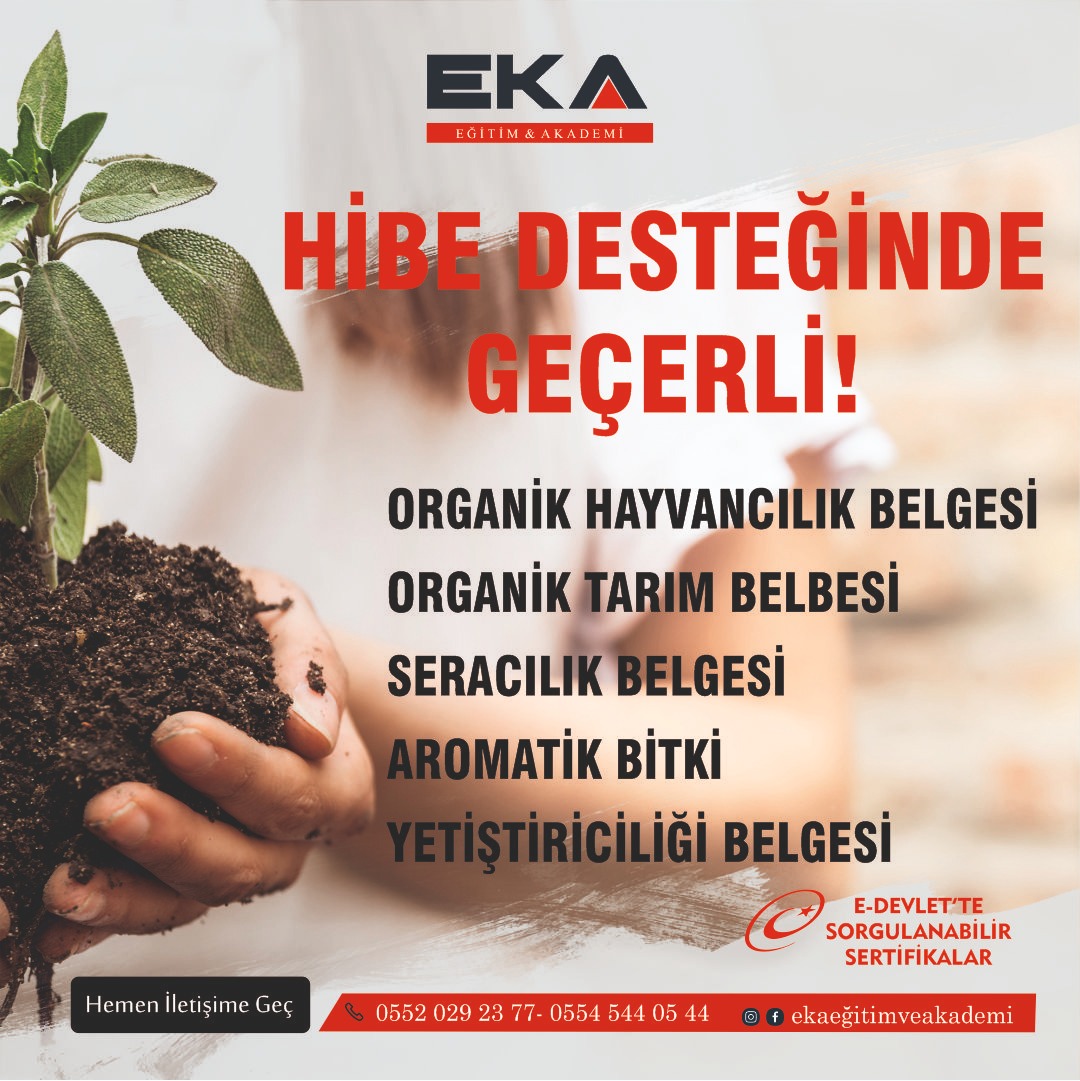 EKA
EĞİTİM & AKADEMİ
HİBE DESTEĞİNDE
GEÇERLİ!
ORGANİK HAYVANCILIK BELGESİ
ORGANİK TARIM BELBESİ
SERACILIK BELGESİ
AROMATİK BİTKİ
YETİŞTİRİCİLİĞİ BELGESİ
E-DEVLET'TE
SORGULANABİLİR
SERTİFİKALAR
Hemen İletişime Geç
0552 029 23 77- 0554 544 05 44
ekaeğitimveakademi